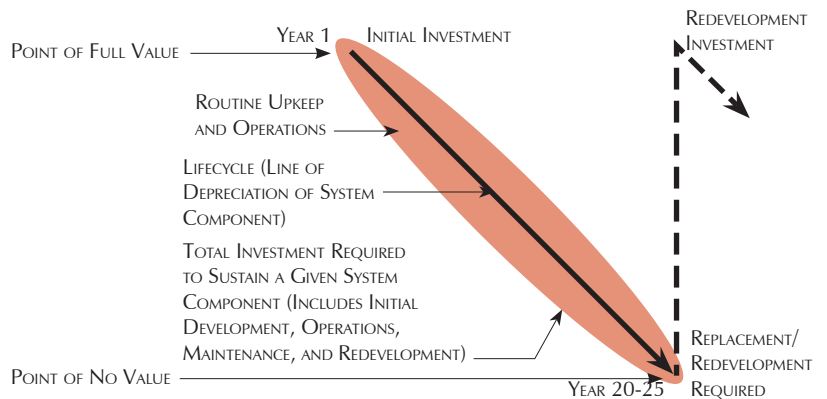 Point of Full Value
Year 1
Initial Investment
Redevelopment
Investment
Routine Upkeep
and Operations
Lifecycle (Line of
Depreciation of System
Component)
Total Investment Required
to Sustain a Given System
Component (Includes Initial
Development, Operations,
Maintenance, and Redevelopment)
Point of No Value
Year 20-25
Replacement/
Redevelopment
Required